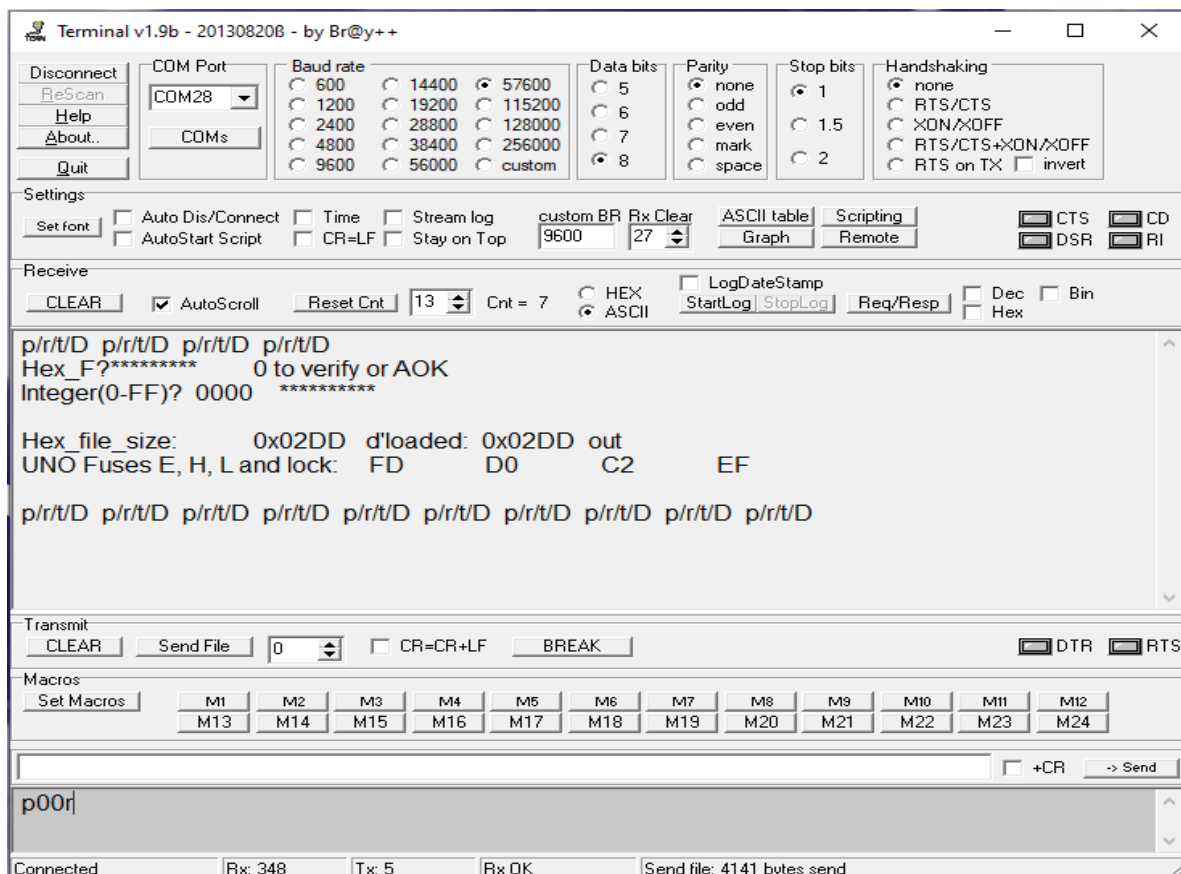 Terminal v1.9b - 20130820ß - by Br@y++
Disconnect
ReScan
Help
About..
Quit
COM Port
COM28
COMs
Baud rate
600 14400 57600
1200 19200 115200
2400 28800 128000
4800 38400 256000
9600 56000 custom
Data bits
5
6
7
8
Parity
none
odd
even
mark
space
Stop bits
1
1.5
2
Handshaking
none
RTS/CTS
XON/XOFF
RTS/CTS+XON/XOFF
RTS on TX invert
Settings
Set font
Auto Dis/Connect Time Stream log
AutoStart Script CR=LF Stay on Top
custom BR Rx Clear
9600 27
ASCII table Scripting
Graph Remote
CTS CD
DSR RI
Receive
CLEAR AutoScroll Reset Cnt 13 Cnt = 7
HEX
ASCII
LogDateStamp
StartLog StopLog Req/Resp
Dec Bin
Hex
p/r/t/D p/r/t/D p/r/t/D p/r/t/D
Hex_F?********* 0 to verify or AOK
Integer(0-FF)? 0000 **********
Hex_file_size: 0x02DD d'loaded: 0x02DD out
UNO Fuses E, H, L and lock: FD D0 C2 EF
p/r/t/D p/r/t/D p/r/t/D p/r/t/D p/r/t/D p/r/t/D p/r/t/D p/r/t/D p/r/t/D p/r/t/D
Transmit
CLEAR Send File 0 CR=CR+LF BREAK DTR RTS
Macros
Set Macros
M1 M2 M3 M4 M5 M6 M7 M8 M9 M10 M11 M12
M13 M14 M15 M16 M17 M18 M19 M20 M21 M22 M23 M24
+CR -> Send
p00r
Connected Rx: 348 Tx: 5 Rx OK Send file: 4141 bytes send